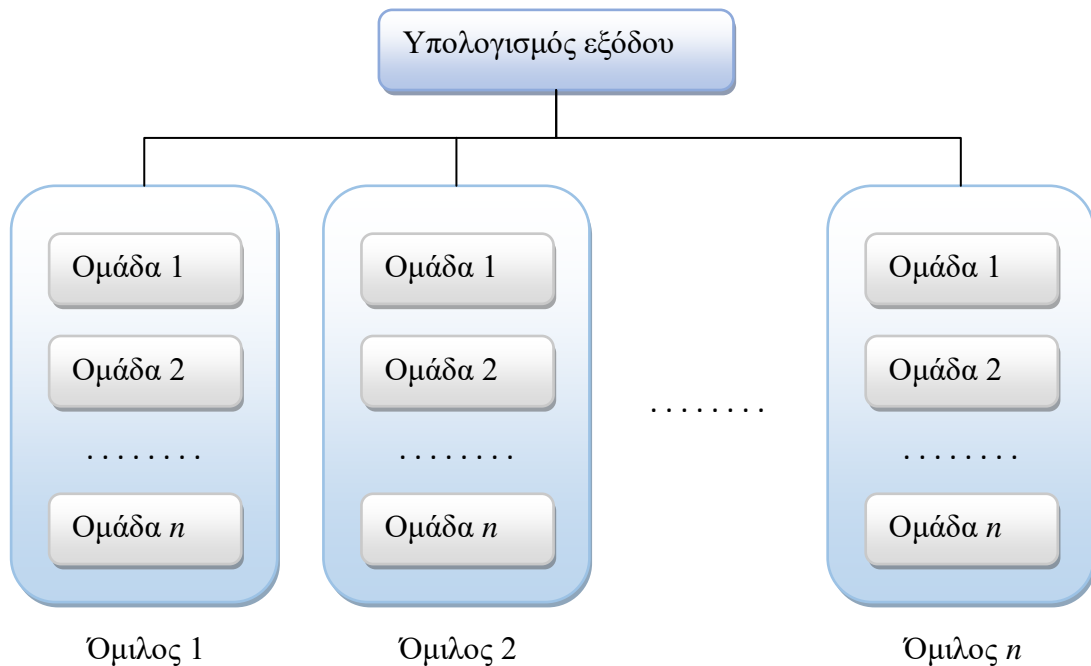 Υπολογισμός εξόδου
Ομάδα 1
Ομάδα 2
. . . . . . . .
Ομάδα n
Όμιλος 1
Ομάδα 1
Ομάδα 2
. . . . . . . .
Ομάδα n
Όμιλος 2
. . . . . . . .
Ομάδα 1
Ομάδα 2
. . . . . . . .
Ομάδα n
Όμιλος n